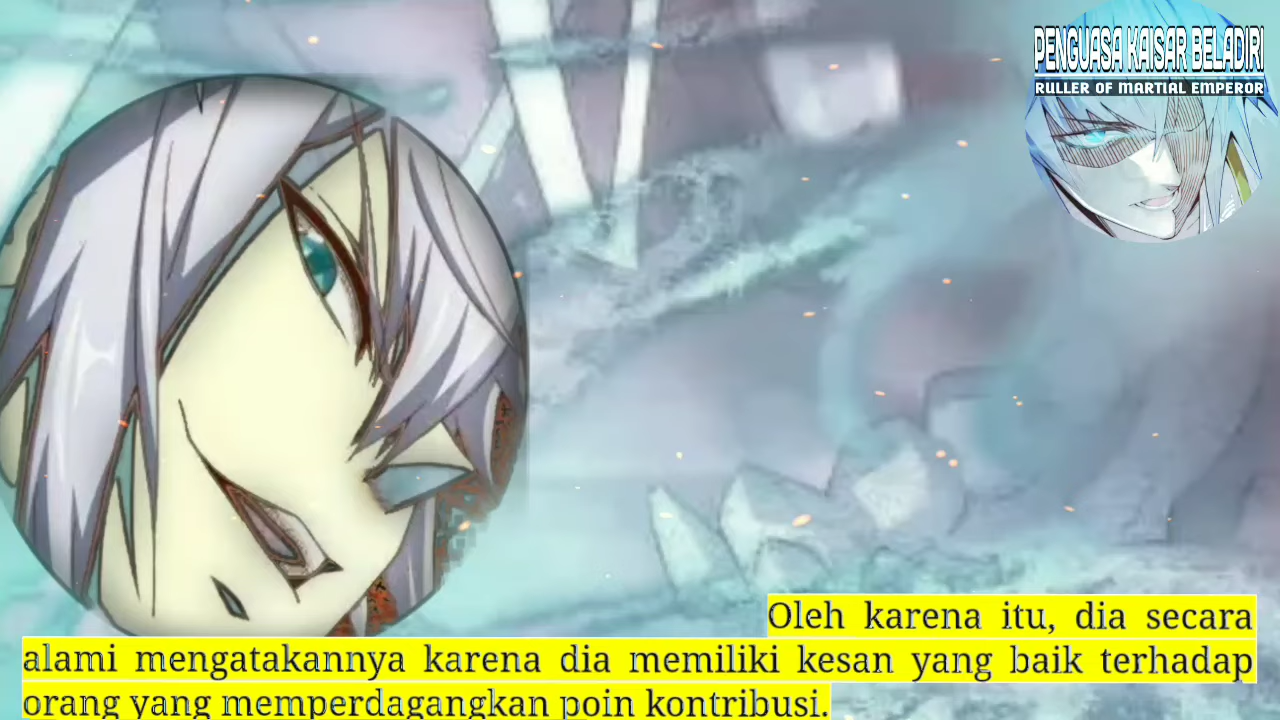 PENGUASA KAISAR BELADIRI
RULLER OF MARTIAL EMPEROR
Oleh karena itu, dia secara
alami mengatakannya karena dia memiliki kesan yang baik terhadap
orang yang memperdagangkan poin kontribusi.